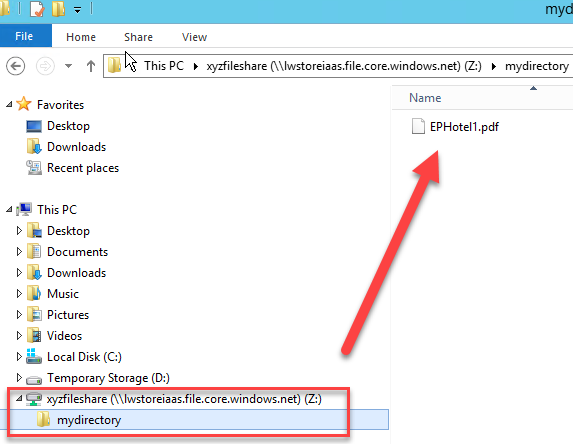 myd
File Home Share View
This PC xyzfileshare (\\lwstoreiaas.file.core.windows.net) (Z:) mydirectory
Favorites
Desktop
Downloads
Recent places
This PC
Desktop
Documents
Downloads
Music
Pictures
Videos
Local Disk (C:)
Temporary Storage (D:)
xyzfileshare (\\lwstoreiaas.file.core.windows.net) (Z:)
mydirectory
Name
EPHotel1.pdf